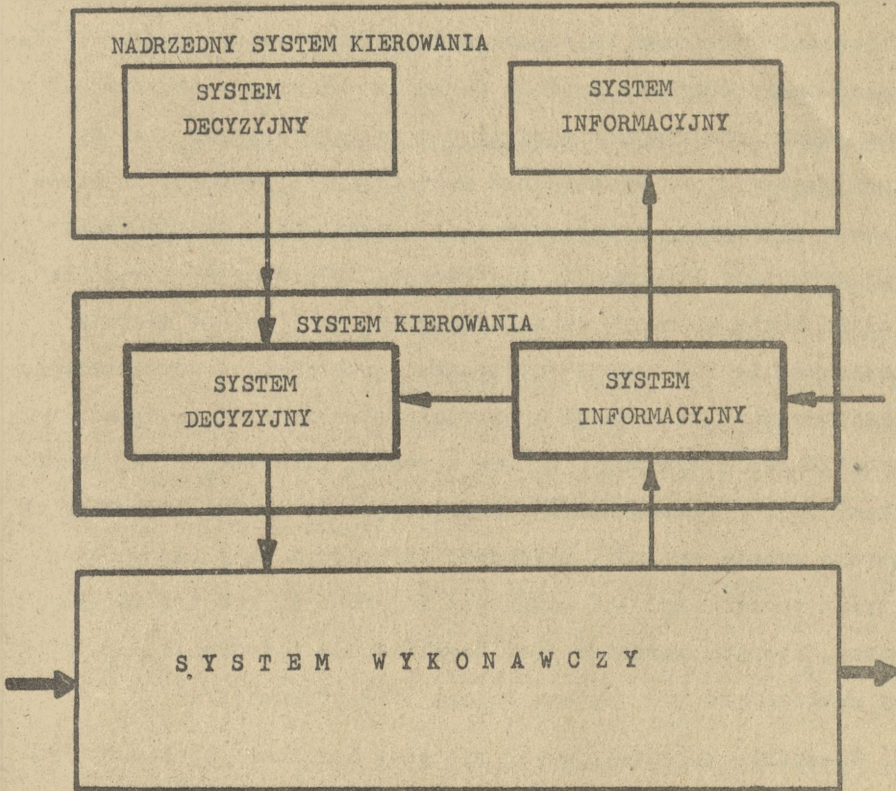 NADRZEDNY SYSTEM KIEROWANIA
SYSTEM
DECYZYJNY
SYSTEM
INFORMACYJNY
SYSTEM KIEROWANIA
SYSTEM
DECYZYJNY
SYSTEM
INFORMACYJNY
SYSTEM WYKONAWCZY